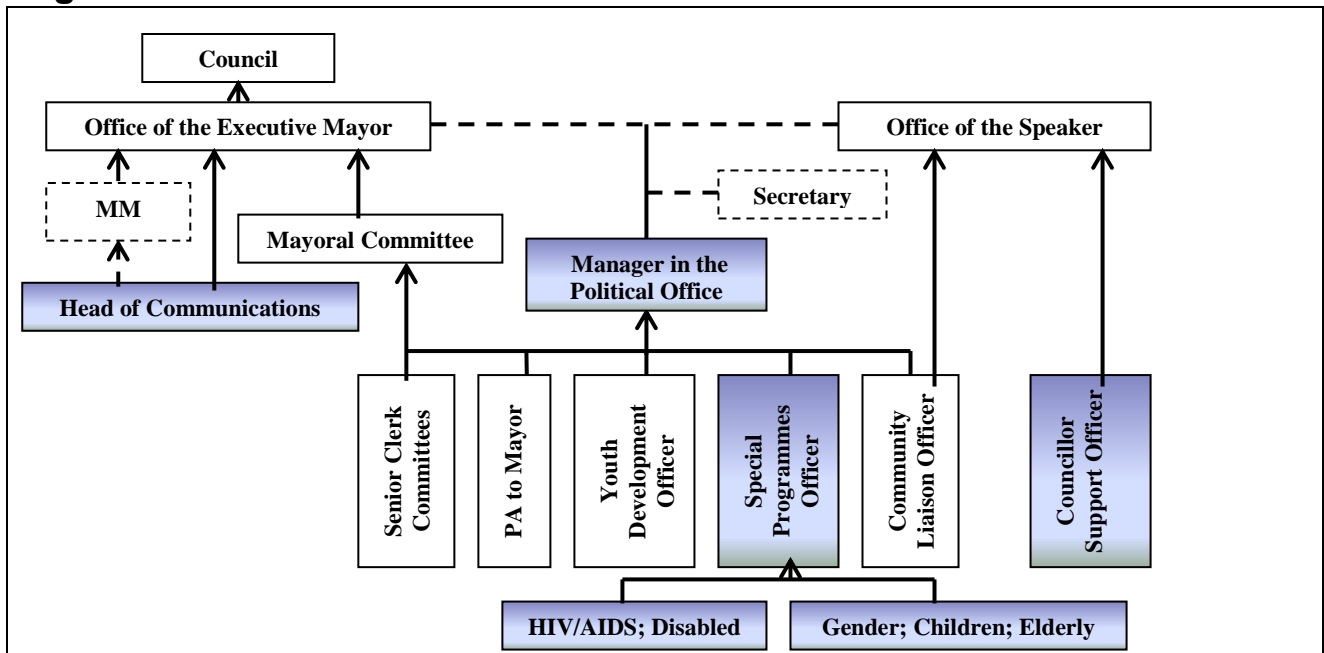 Council
Office of the Executive Mayor
Office of the Speaker
MM
Secretary
Mayoral Committee
Manager in the
Political Office
Head of Communications
Senior Clerk
Committees
PA to Mayor
Youth
Development
Officer
Special
Programmes
Officer
Community
Liaison Officer
Councillor
Support Officer
HIV/AIDS; Disabled
Gender; Children; Elderly